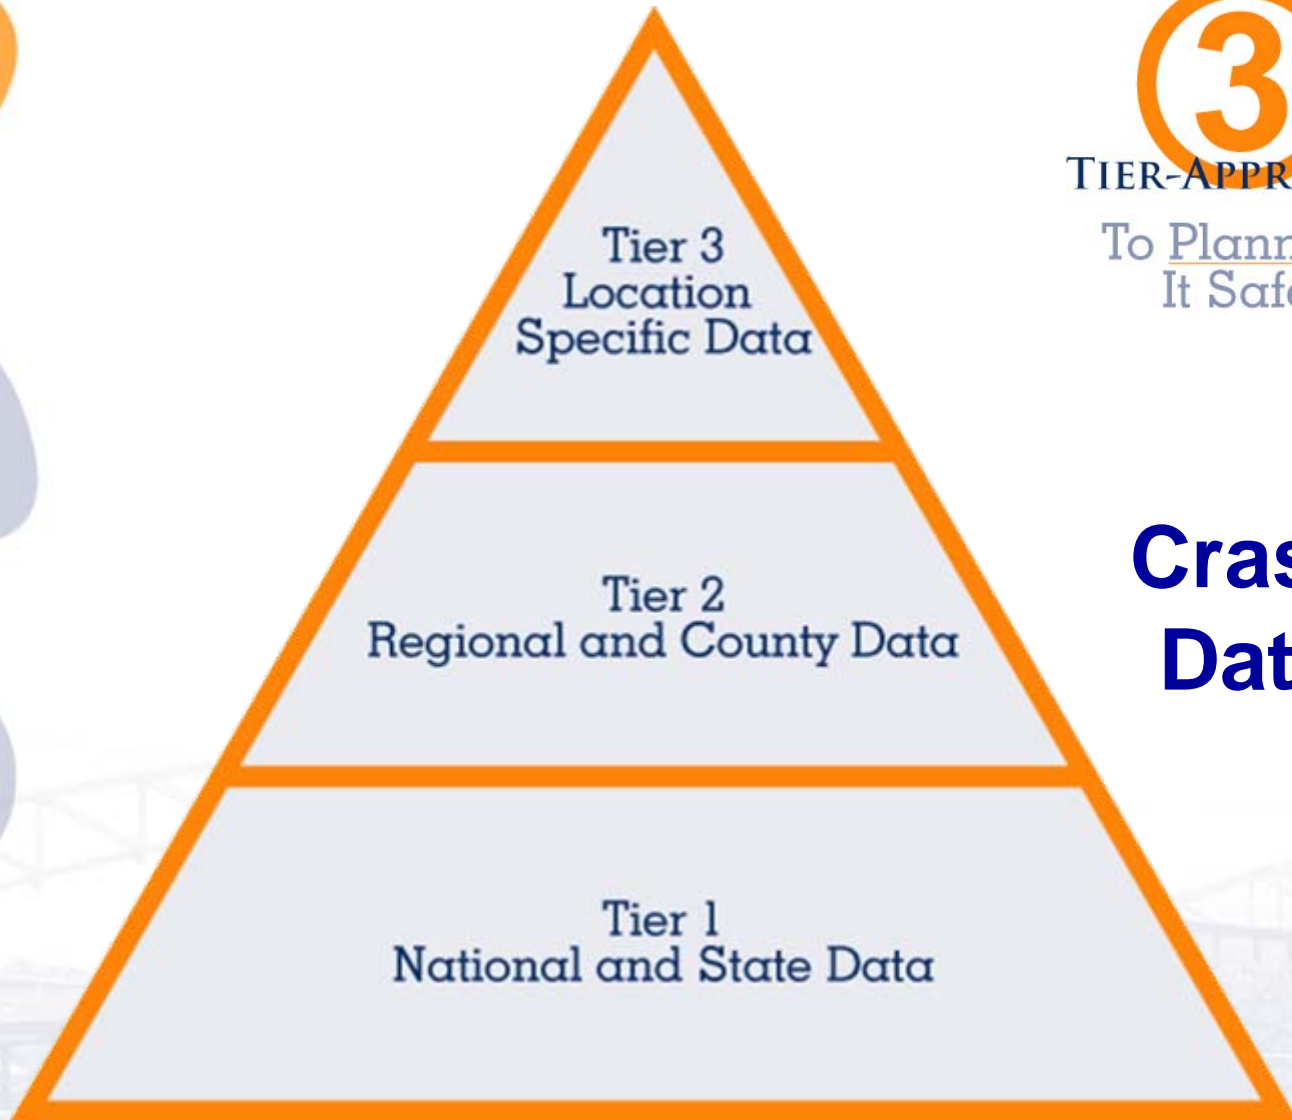 3
TIER-APPR
To Plann
It Safe
Tier 3
Location
Specific Data
Tier 2
Regional and County Data
Cras
Dat
Tier 1
National and State Data